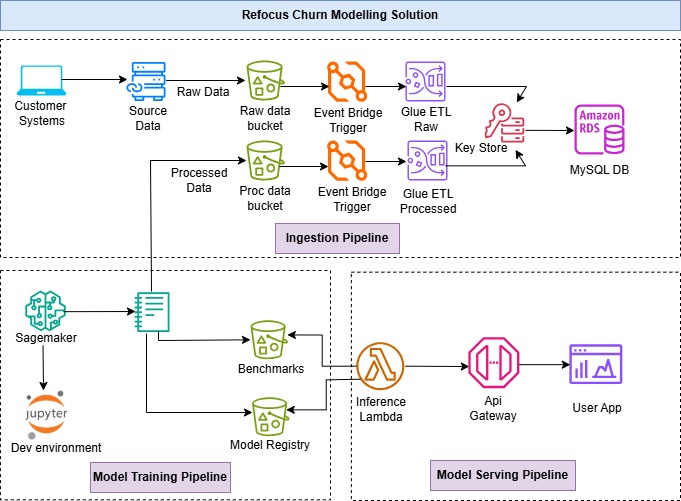 Refocus Churn Modelling Solution
Customer
Systems
Source
Data
Raw Data
Raw data
bucket
Event Bridge
Trigger
Glue ETL
Raw
Key Store
Amazon
RDS
MySQL DB
Processed
Data
Proc data
bucket
Event Bridge
Trigger
Glue ETL
Processed
Ingestion Pipeline
Sagemaker
jupyter
Dev environment
Benchmarks
Model Registry
Model Training Pipeline
Inference
Lambda
Api
Gateway
User App
Model Serving Pipeline